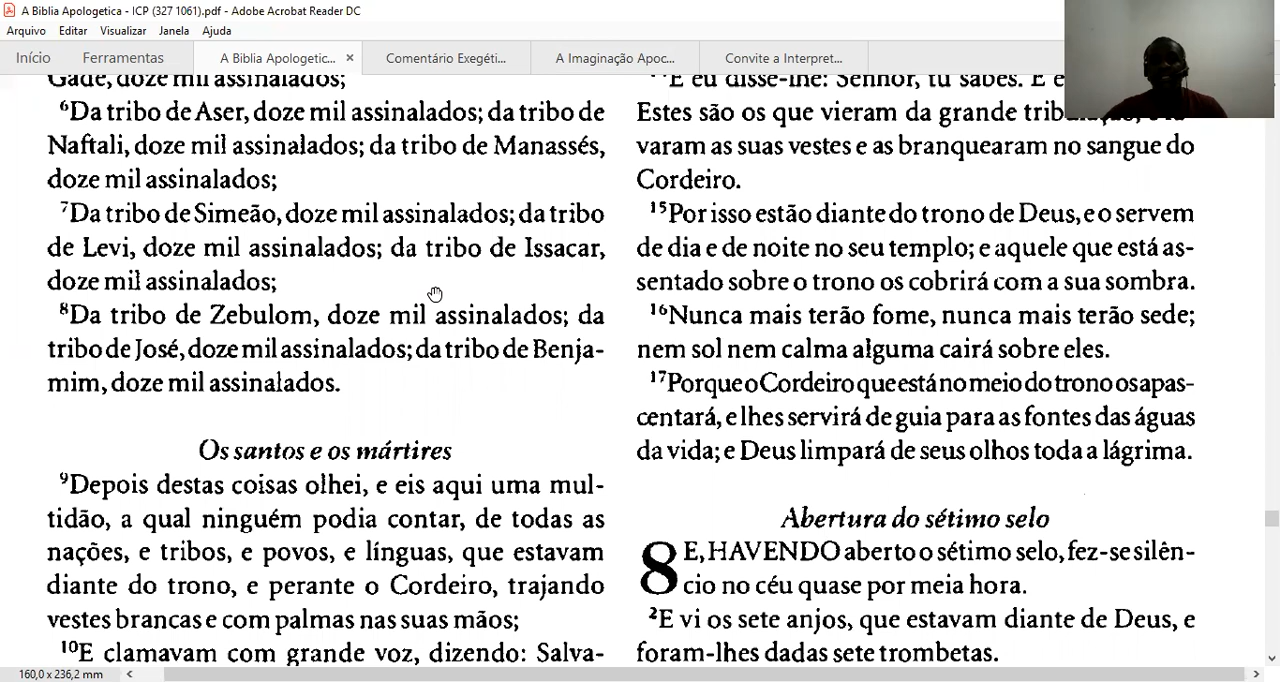 A Biblia Apologetica - ICP (327 1061).pdf - Adobe Acrobat Reader DC
Arquivo Editar Visualizar Janela Ajuda
Início Ferramentas A Biblia Apologetic... × Comentário Exegéti... A Imaginação Apoc... Convite a Interpret...
Gade, doze mil assinalados;
6Da tribo de Aser, doze mil assinalados; da tribo de
Naftali, doze mil assinalados; da tribo de Manassés,
doze mil assinalados;
7Da tribo de Simeão, doze mil assinalados; da tribo
de Levi, doze mil assinalados; da tribo de Issacar,
doze mil assinalados;
8Da tribo de Zebulom, doze mil assinalados; da
tribo de José, doze mil assinalados; da tribo de Benja-
mim, doze mil assinalados.
Os santos e os mártires
9Depois destas coisas olhei, e eis aqui uma mul-
tidão, a qual ninguém podia contar, de todas as
nações, e tribos, e povos, e línguas, que estavam
diante do trono, e perante o Cordeiro, trajando
vestes brancas e com palmas nas suas mãos;
10E clamavam com grande voz, dizendo: Salva-
E eu disse-lhe: Senhor, tu sabes. E
Estes são os que vieram da grande
varam as suas vestes e as branquearam no sangue do
Cordeiro.
15Por isso estão diante do trono de Deus, e o servem
de dia e de noite no seu templo; e aquele que está as-
sentado sobre o trono os cobrirá com a sua sombra.
16Nunca mais terão fome, nunca mais terão sede;
nem sol nem calma alguma cairá sobre eles.
17Porque o Cordeiro que está no meio do trono os apas-
centará, e lhes servirá de guia para as fontes das águas
da vida; e Deus limpará de seus olhos toda a lágrima.
Abertura do sétimo selo
8 E, HAVENDO aberto o sétimo selo, fez-se silên-
cio no céu quase por meia hora.
2E vi os sete anjos, que estavam diante de Deus, e
foram-lhes dadas sete trombetas.
160,0 x 236,2 mm